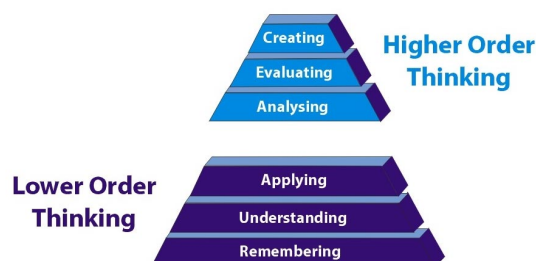 Creating
Evaluating
Analysing
Higher Order
Thinking
Applying
Understanding
Remembering
Lower Order
Thinking